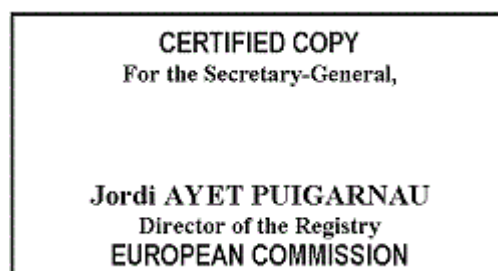 CERTIFIED COPY
For the Secretary-General,
Jordi AYET PUIGARNAU
Director of the Registry
EUROPEAN COMMISSION